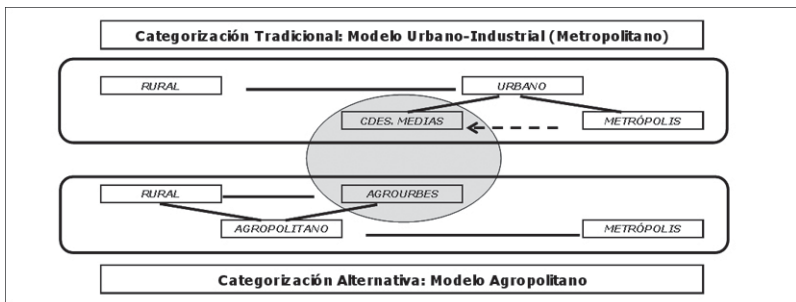 Categorización Tradicional: Modelo Urbano-Industrial (Metropolitano)
RURAL
URBANO
CDES. MEDIAS
METRÓPOLIS
RURAL
AGROURBES
AGROPOLITANO
METRÓPOLIS
Categorización Alternativa: Modelo Agropolitano